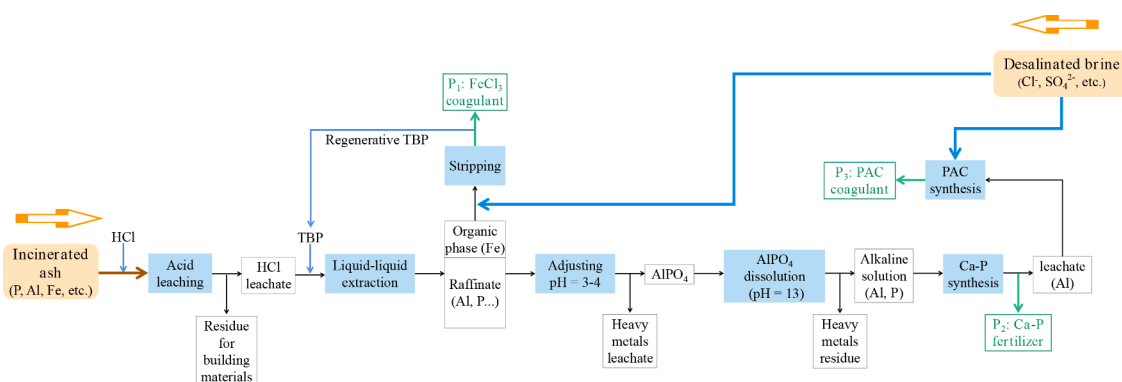 Desalinated brine
(Cl-, SO₄²⁻, etc.)
P₁: FeCl₃
coagulant
Regenerative TBP
Stripping
P₃: PAC
coagulant
PAC
synthesis
HCl
TBP
Organic
phase (Fe)
Incinerated
ash
(P, Al, Fe, etc.)
Acid
leaching
HCl
leachate
Liquid-liquid
extraction
Raffinate
(Al, P...)
Adjusting
pH = 3-4
AlPO₄
AlPO₄
dissolution
(pH = 13)
Alkaline
solution
(Al, P)
Ca-P
synthesis
leachate
(Al)
Residue
for
building
materials
Heavy
metals
leachate
Heavy
metals
residue
P₂: Ca-P
fertilizer